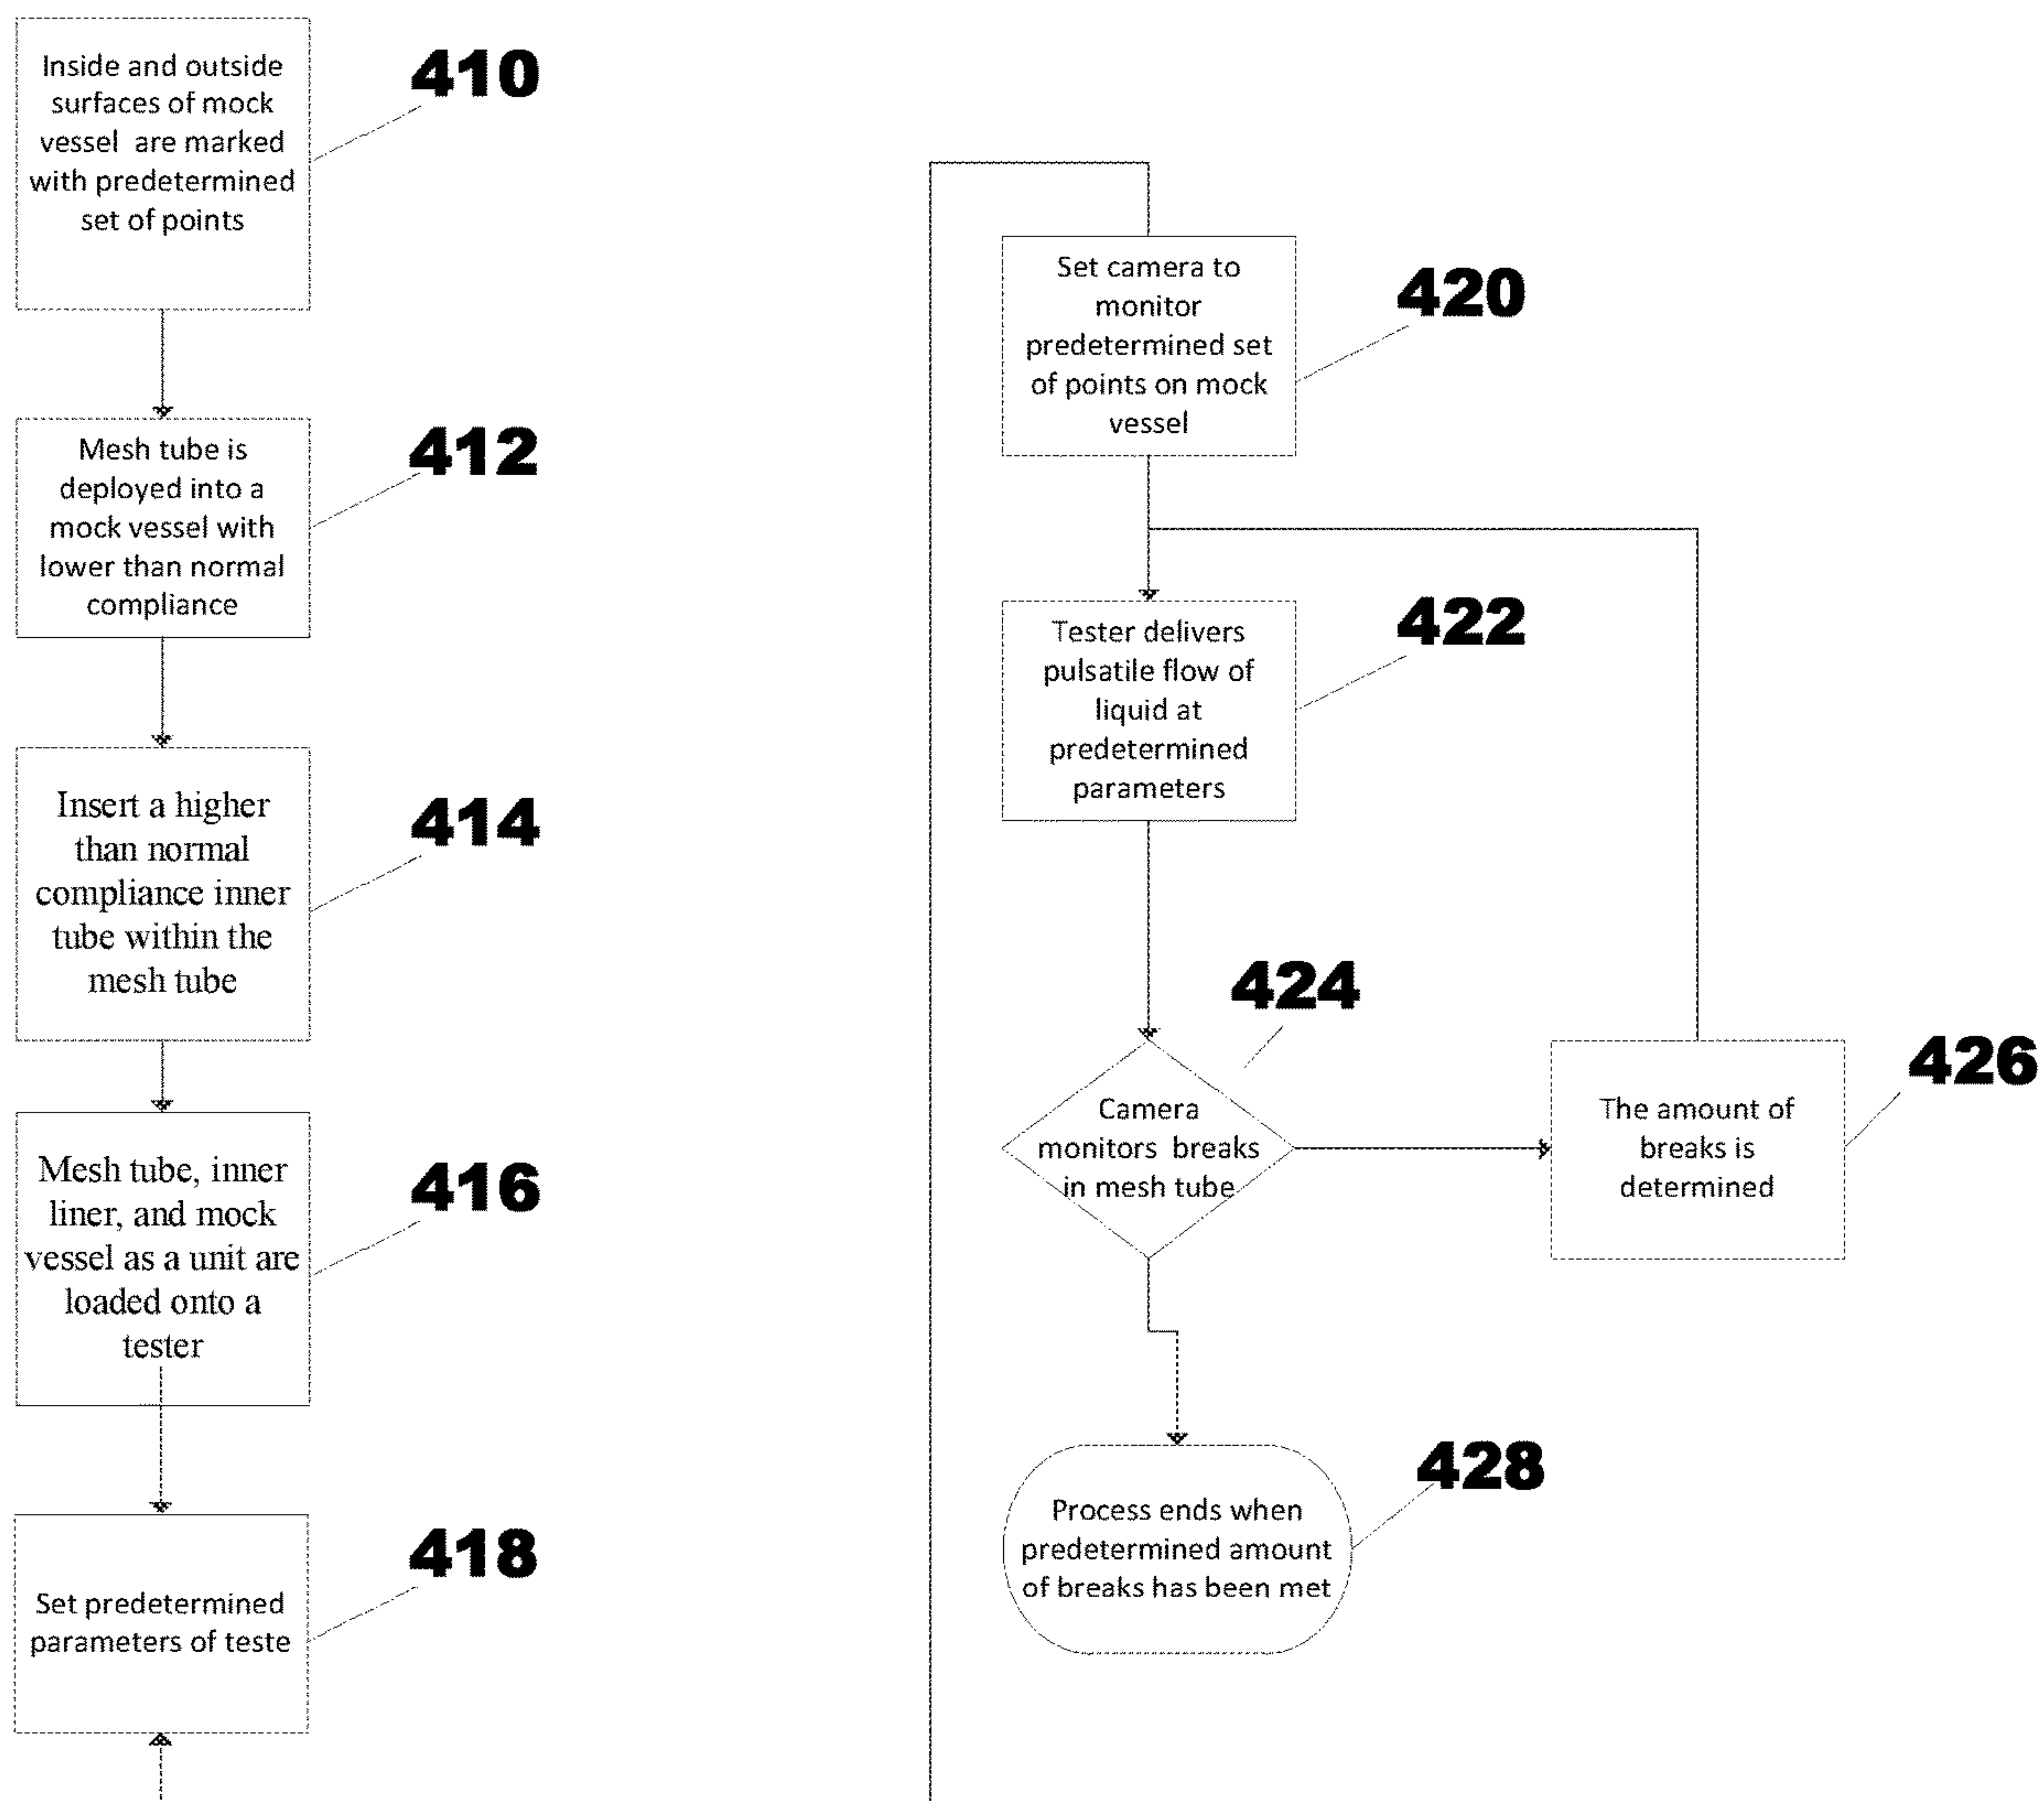 Inside and outside
surfaces of mock
vessel are marked
with predetermined
set of points
410
Mesh tube is
deployed into a
mock vessel with
lower than normal
compliance
412
Insert a higher
than normal
compliance inner
tube within the
mesh tube
414
Mesh tube, inner
liner, and mock
vessel as a unit are
loaded onto a
tester
416
Set predetermined
parameters of teste
418
Set camera to
monitor
predetermined set
of points on mock
vessel
420
Tester delivers
pulsatile flow of
liquid at
predetermined
parameters
422
Camera
monitors breaks
in mesh tube
424
The amount of
breaks is
determined
426
Process ends when
predetermined amount
of breaks has been met
428